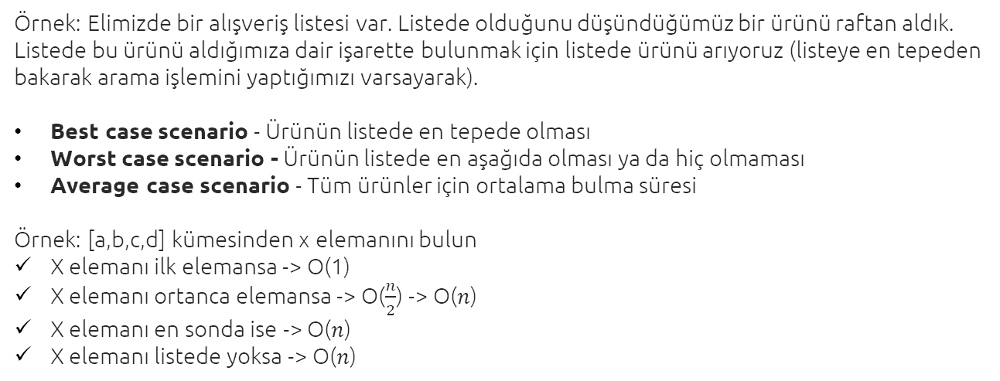 Örnek: Elimizde bir alışveriş listesi var. Listede olduğunu düşündüğümüz bir ürünü raftan aldık.
Listede bu ürünü aldığımıza dair işarette bulunmak için listede ürünü arıyoruz (listeye en tepeden
bakarak arama işlemini yaptığımızı varsayarak).
• Best case scenario - Ürünün listede en tepede olması
• Worst case scenario - Ürünün listede en aşağıda olması ya da hiç olmaması
• Average case scenario - Tüm ürünler için ortalama bulma süresi
Örnek: [a,b,c,d] kümesinden x elemanını bulun
✓ X elemanı ilk elemansa -> O(1)
✓ X elemanı ortanca elemansa -> O(n/2) -> O(n)
✓ X elemanı en sonda ise -> O(n)
✓ X elemanı listede yoksa -> O(n)